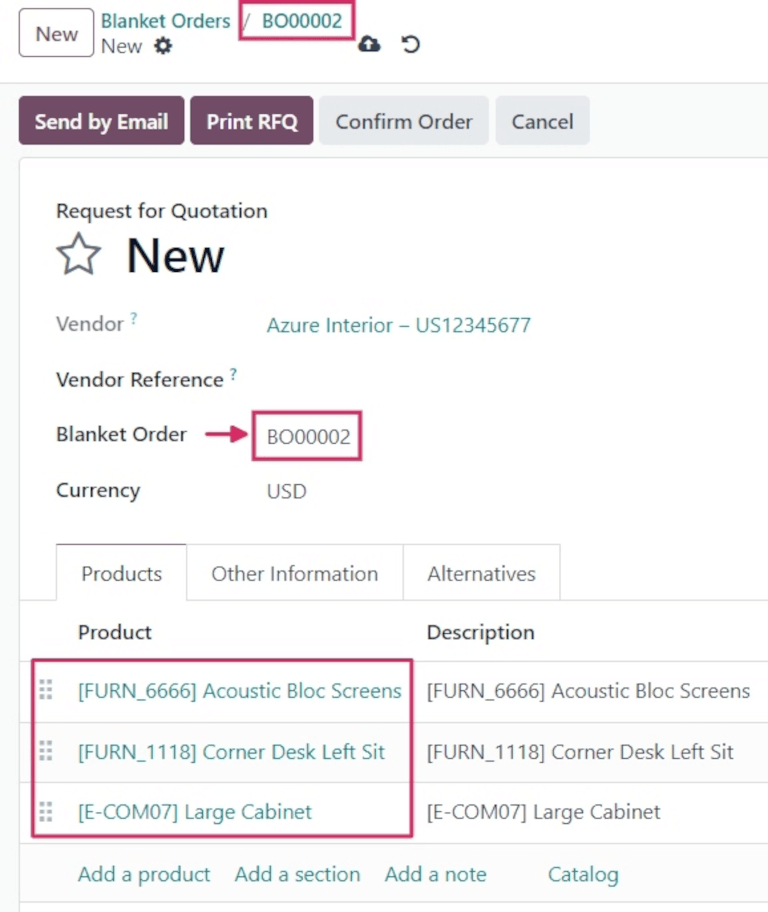 New
Blanket Orders / BO00002
New
Send by Email Print RFQ Confirm Order Cancel
Request for Quotation
New
Vendor ? Azure Interior – US12345677
Vendor Reference ?
Blanket Order BO00002
Currency USD
Products Other Information Alternatives
Product Description
[FURN_6666] Acoustic Bloc Screens [FURN_6666] Acoustic Bloc Screens
[FURN_1118] Corner Desk Left Sit [FURN_1118] Corner Desk Left Sit
[E-COM07] Large Cabinet [E-COM07] Large Cabinet
Add a product Add a section Add a note Catalog